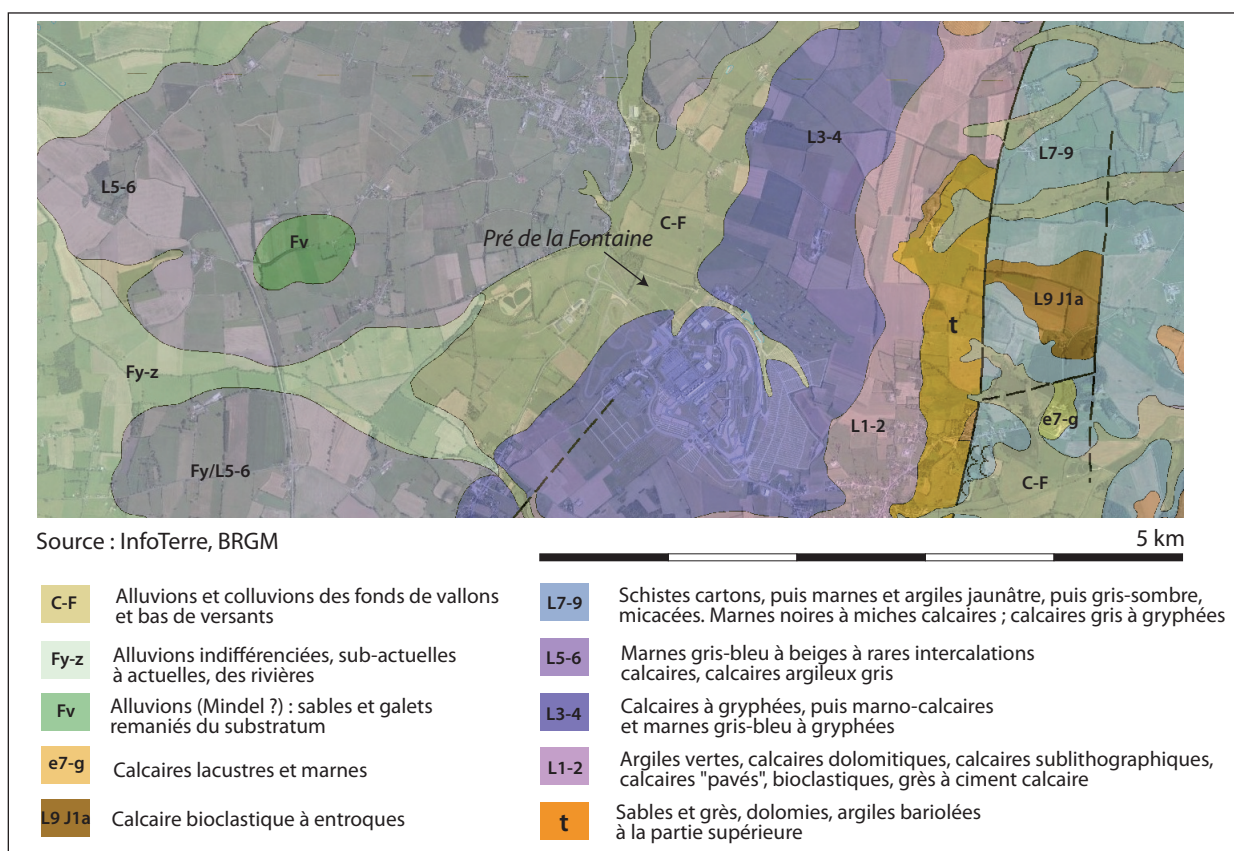 L3-4
L7-9
L5-6
Fv
C-F
Pré de la Fontaine
L9 J1a
t
Fy-z
e7-g
L1-2
Fy/L5-6
C-F
Source : InfoTerre, BRGM
5 km
C-F
Alluvions et colluvions des fonds de vallons
et bas de versants
Fy-z
Alluvions indifférenciées, sub-actuelles
à actuelles, des rivières
Fv
Alluvions (Mindel ?) : sables et galets
remaniés du substratum
e7-g
Calcaires lacustres et marnes
L9 J1a
Calcaire bioclastique à entroques
L7-9
Schistes cartons, puis marnes et argiles jaunâtre, puis gris-sombre,
micacées. Marnes noires à miches calcaires ; calcaires gris à gryphées
L5-6
Marnes gris-bleu à beiges à rares intercalations
calcaires, calcaires argileux gris
L3-4
Calcaires à gryphées, puis marno-calcaires
et marnes gris-bleu à gryphées
L1-2
Argiles vertes, calcaires dolomitiques, calcaires sublithographiques,
calcaires "pavés", bioclastiques, grès à ciment calcaire
t
Sables et grès, dolomies, argiles bariolées
à la partie supérieure